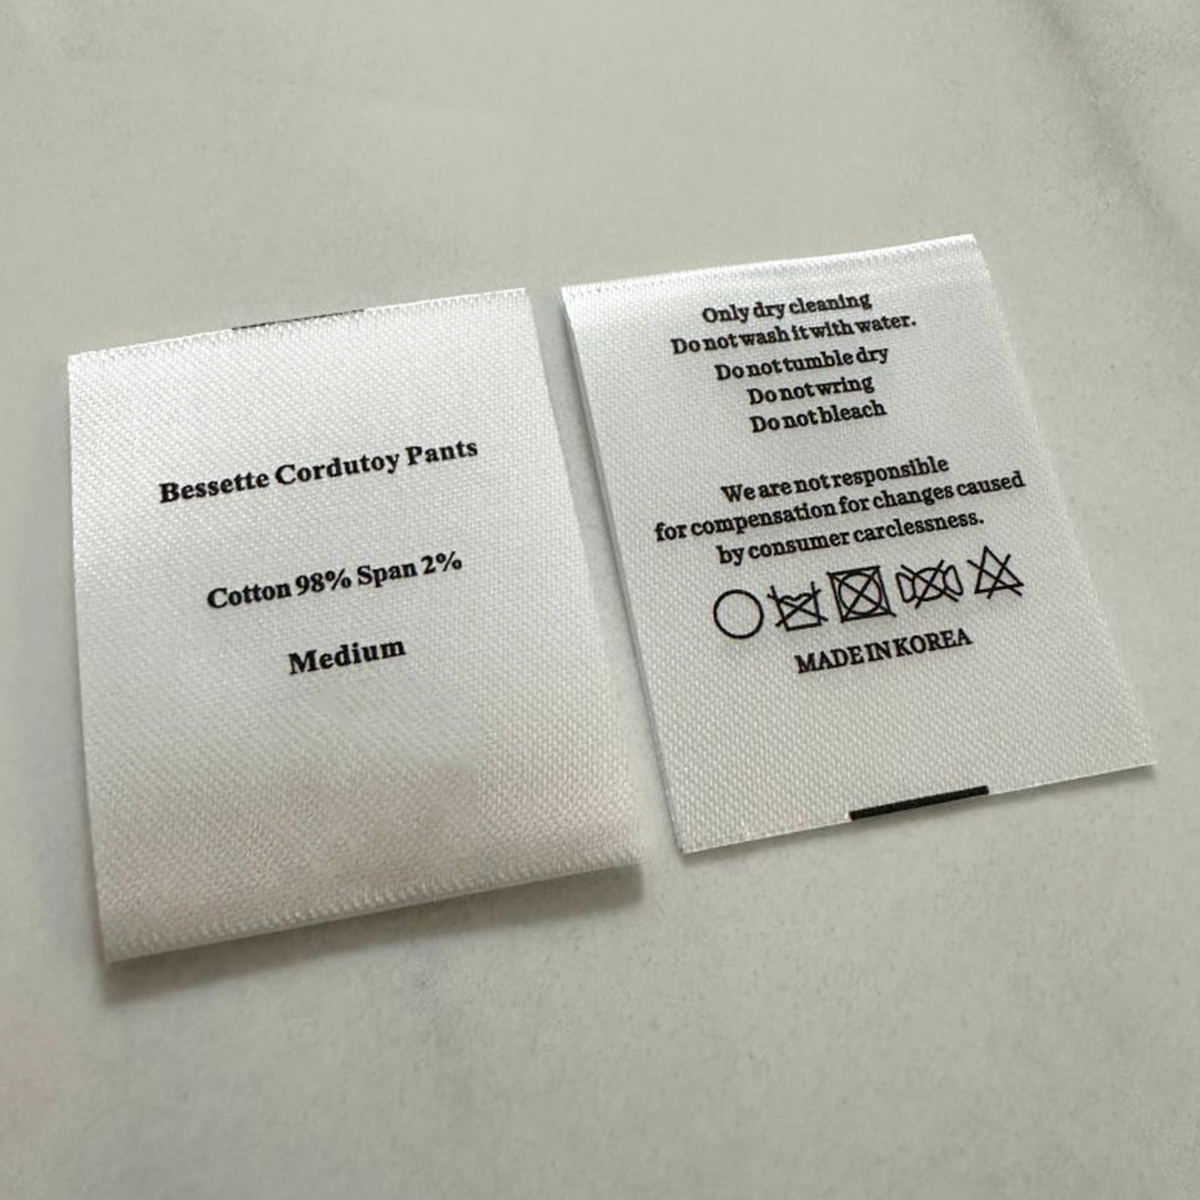 Bessette Cordutoy Pants
Cotton 98% Span 2%
Medium
Only dry cleaning
Do not wash it with water.
Do not tumble dry
Do not wring
Do not bleach
We are not responsible
for compensation for changes caused
by consumer carclessness.
MADE IN KOREA